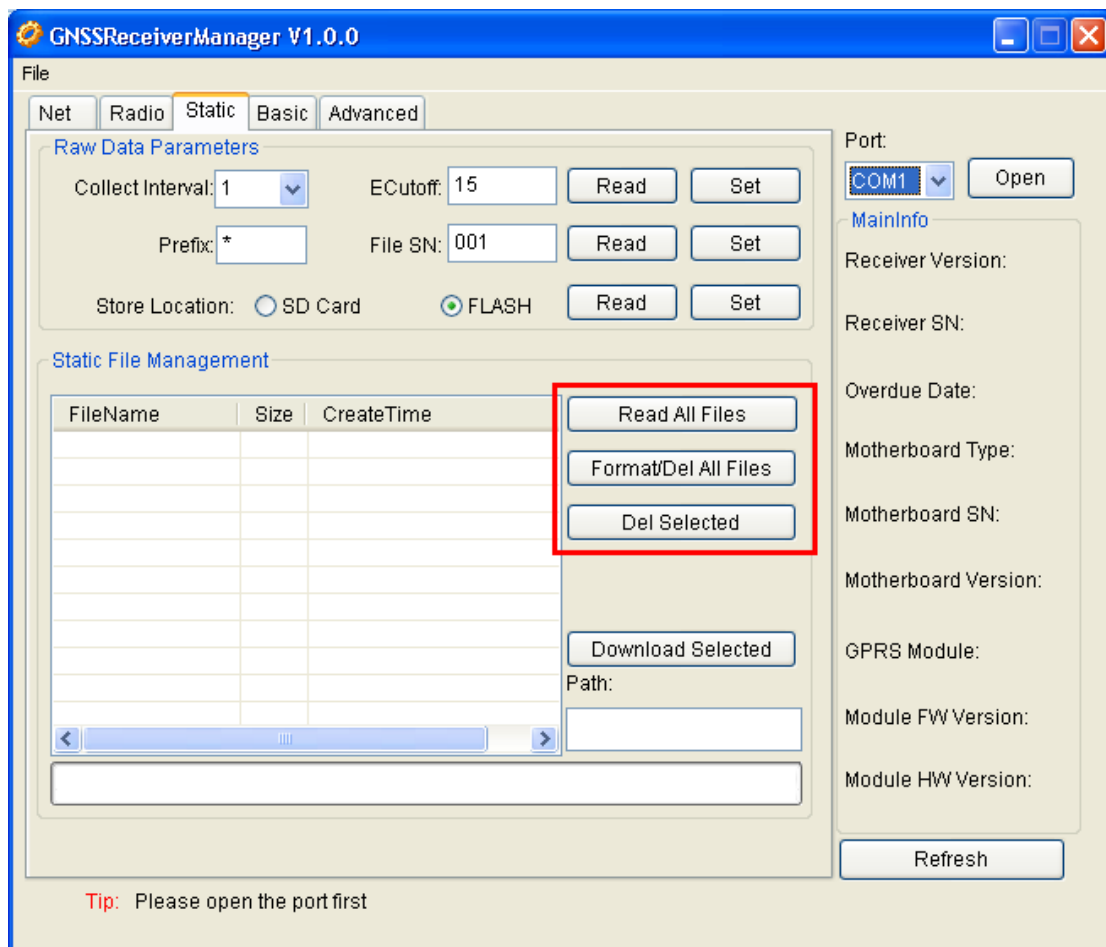 GNSSReceiverManager V1.0.0
File
Net Radio Static Basic Advanced
Raw Data Parameters
Collect Interval: 1 ECutoff: 15 Read Set
Prefix: * File SN: 001 Read Set
Store Location: SD Card FLASH Read Set
Static File Management
FileName Size CreateTime
Read All Files
Format/Del All Files
Del Selected
Download Selected
Path:
Port:
COM1 Open
MainInfo
Receiver Version:
Receiver SN:
Overdue Date:
Motherboard Type:
Motherboard SN:
Motherboard Version:
GPRS Module:
Module FW Version:
Module HW Version:
Refresh
Tip: Please open the port first